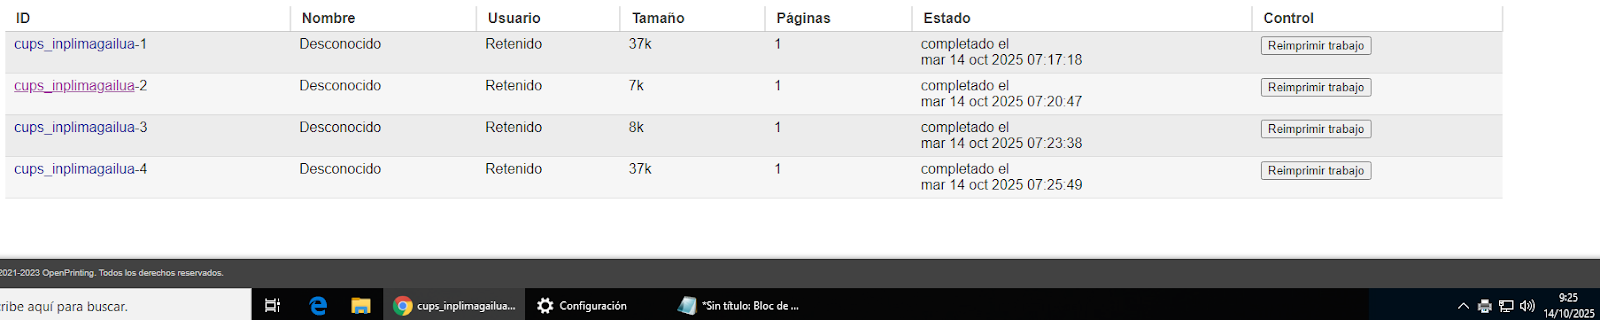 ID Nombre Usuario Tamaño Páginas Estado Control
cups_inplimagailua-1 Desconocido Retenido 37k 1 completado el Reimprimir trabajo
mar 14 oct 2025 07:17:18
cups_inplimagailua-2 Desconocido Retenido 7k 1 completado el Reimprimir trabajo
mar 14 oct 2025 07:20:47
cups_inplimagailua-3 Desconocido Retenido 8k 1 completado el Reimprimir trabajo
mar 14 oct 2025 07:23:38
cups_inplimagailua-4 Desconocido Retenido 37k 1 completado el Reimprimir trabajo
mar 14 oct 2025 07:25:49
2021-2023 OpenPrinting. Todos los derechos reservados.
cribe aquí para buscar. cups_inplimagailua... Configuración *Sin título: Bloc de ... 9:25
14/10/2025